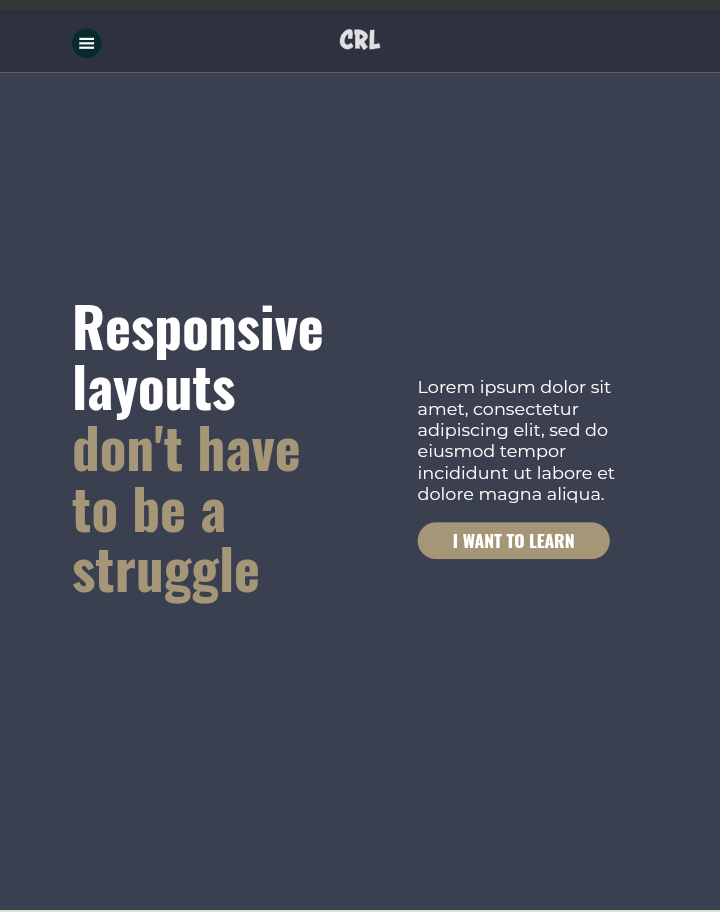 CRL
Responsive
layouts
don't have
to be a
struggle
Lorem ipsum dolor sit
amet, consectetur
adipiscing elit, sed do
eiusmod tempor
incididunt ut labore et
dolore magna aliqua.
I WANT TO LEARN